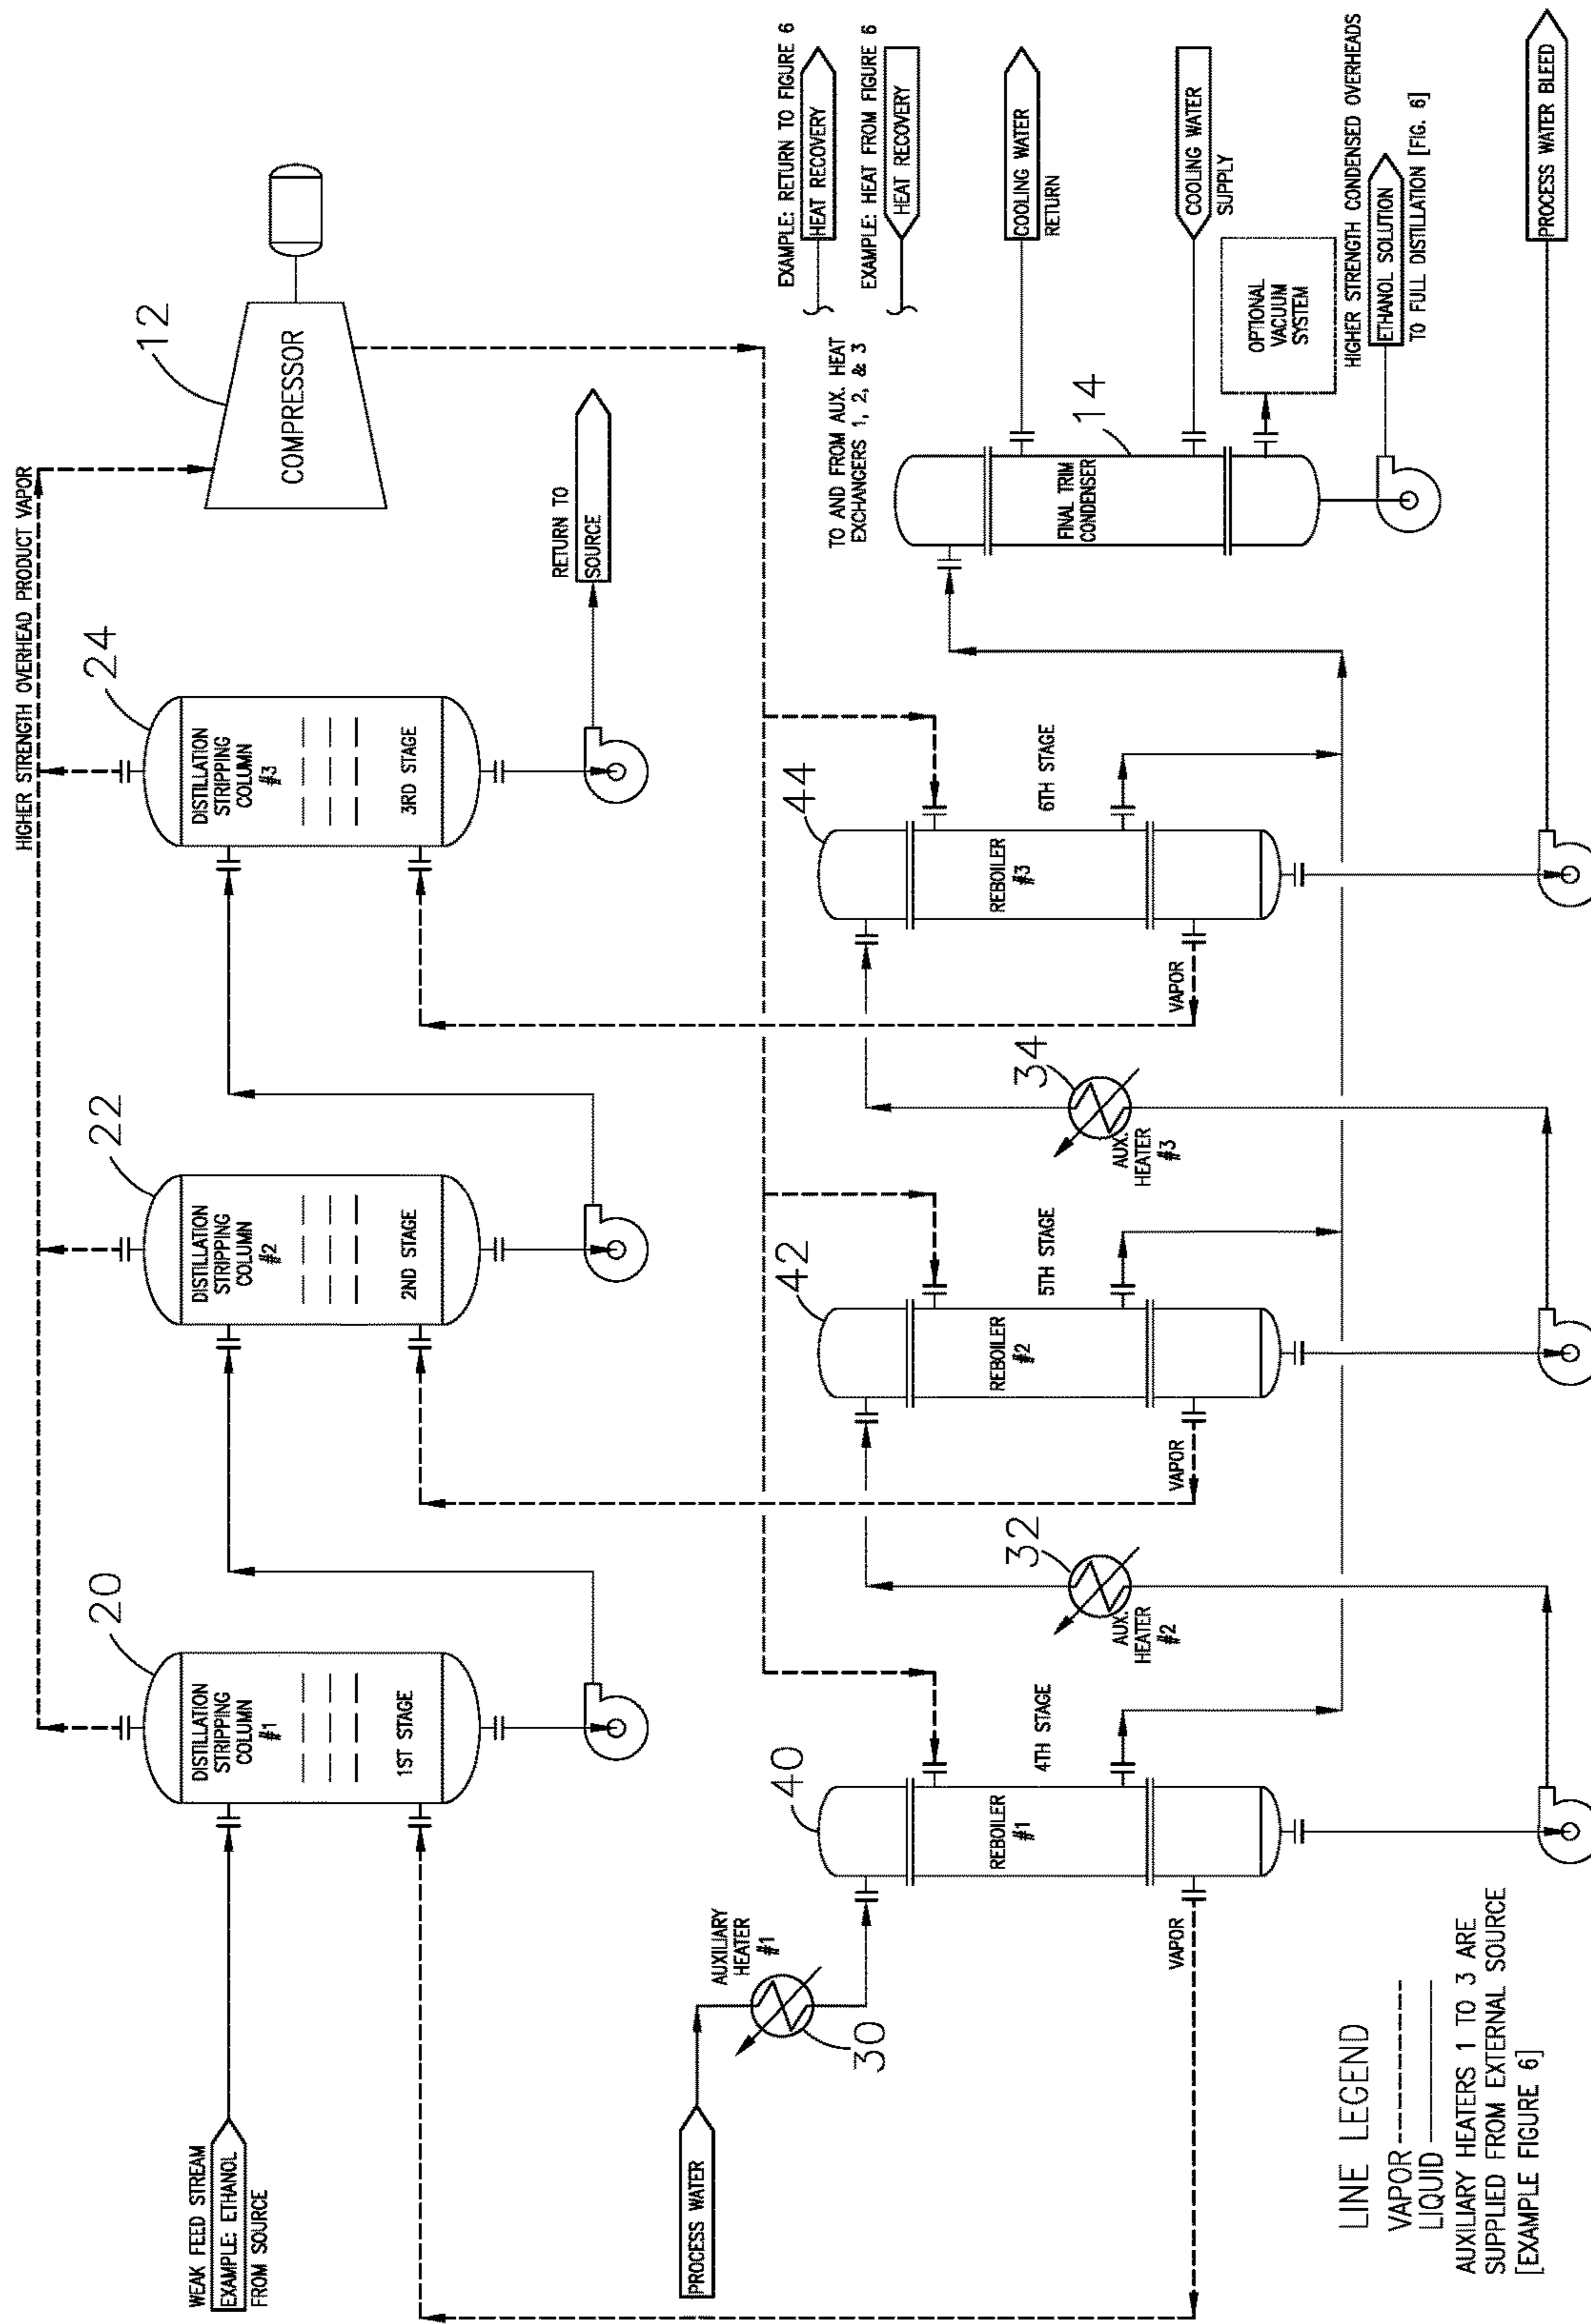 HIGHER STRENGTH OVERHEAD PRODUCT VAPOR
12
COMPRESSOR
20
DISTILLATION
STRIPPING
COLUMN
#1
1ST STAGE
22
DISTILLATION
STRIPPING
COLUMN
#2
2ND STAGE
24
DISTILLATION
STRIPPING
COLUMN
#3
3RD STAGE
WEAK FEED STREAM
EXAMPLE: ETHANOL
FROM SOURCE
RETURN TO
SOURCE
PROCESS WATER
AUXILIARY
HEATER
#1
30
40
REBOILER
#1
4TH STAGE
VAPOR
32
AUX.
HEATER
#2
42
REBOILER
#2
5TH STAGE
VAPOR
34
AUX.
HEATER
#3
44
REBOILER
#3
6TH STAGE
VAPOR
EXAMPLE: RETURN TO FIGURE 6
HEAT RECOVERY
EXAMPLE: HEAT FROM FIGURE 6
HEAT RECOVERY
TO AND FROM AUX. HEAT
EXCHANGERS 1, 2, & 3
14
FINAL TRIM
CONDENSER
COOLING WATER
RETURN
COOLING WATER
SUPPLY
OPTIONAL
VACUUM
SYSTEM
HIGHER STRENGTH CONDENSED OVERHEADS
ETHANOL SOLUTION
TO FULL DISTILLATION [FIG. 6]
PROCESS WATER BLEED
LINE LEGEND
VAPOR
LIQUID
AUXILIARY HEATERS 1 TO 3 ARE
SUPPLIED FROM EXTERNAL SOURCE
[EXAMPLE FIGURE 6]